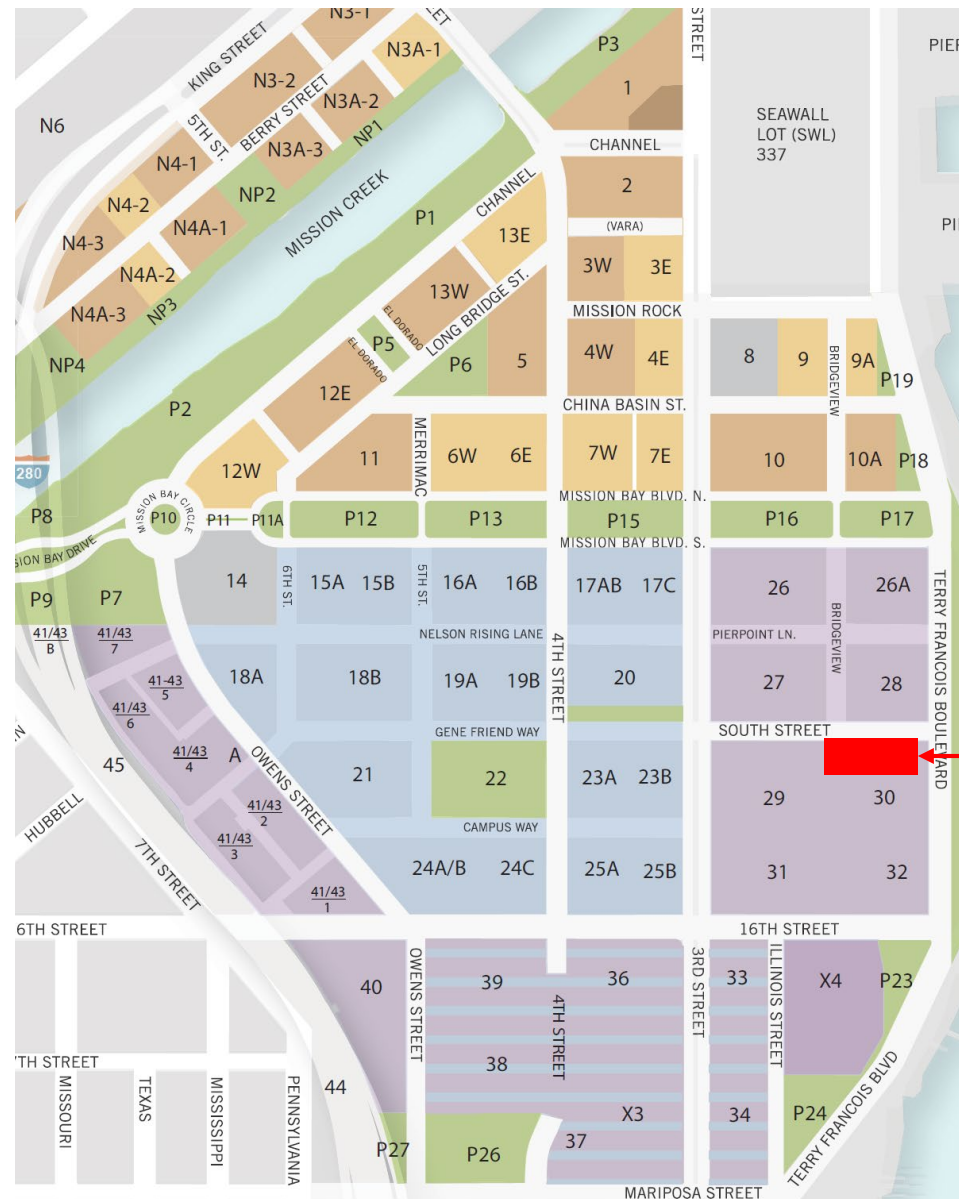 N3-1
STREET
KING STREET
N3A-1
P3
STREET
PIER
N3-2
N3A-2
1
SEAWALL
LOT (SWL)
337
N6
5TH ST.
BERRY STREET
N3A-3
NP1
CHANNEL
N4-1
NP2
MISSION CREEK
CHANNEL
2
N4-2
N4A-1
P1
(VARA)
N4-3
13E
N4A-2
3W
3E
13W
N4A-3
NP3
LONG BRIDGE ST.
MISSION ROCK
EL DORADO
P5
EL DORADO
NP4
P6
5
4W
4E
8
9
BRIDGEVIEW
9A
P19
12E
P2
CHINA BASIN ST.
MERRIMAC
280
12W
11
6W
6E
7W
7E
10
10A
P18
MISSION BAY CIRCLE
P10
MISSION BAY BLVD. N.
P8
P11
P11A
P12
P13
P15
P16
P17
MISSION BAY BLVD. S.
SION BAY DRIVE
14
6TH ST.
15A
15B
5TH ST.
16A
16B
17AB
17C
26
26A
P9
P7
BRIDGEVIEW
TERRY FRANCOIS BOULEVARD
41/43
B
41/43
7
NELSON RISING LANE
4TH STREET
PIERPOINT LN.
41-43
5
18A
18B
19A
19B
20
27
28
41/43
6
GENE FRIEND WAY
SOUTH STREET
41/43
4
A
OWENS STREET
45
21
22
23A
23B
29
30
HUBBELL
41/43
2
CAMPUS WAY
41/43
3
7TH STREET
24A/B
24C
25A
25B
31
32
41/43
1
6TH STREET
16TH STREET
OWENS STREET
40
39
4TH STREET
36
3RD STREET
33
ILLINOIS STREET
X4
P23
TH STREET
38
MISSOURI
TEXAS
MISSISSIPPI
PENNSYLVANIA
44
X3
34
P24
TERRY FRANCOIS BLVD
P27
P26
37
MARIPOSA STREET